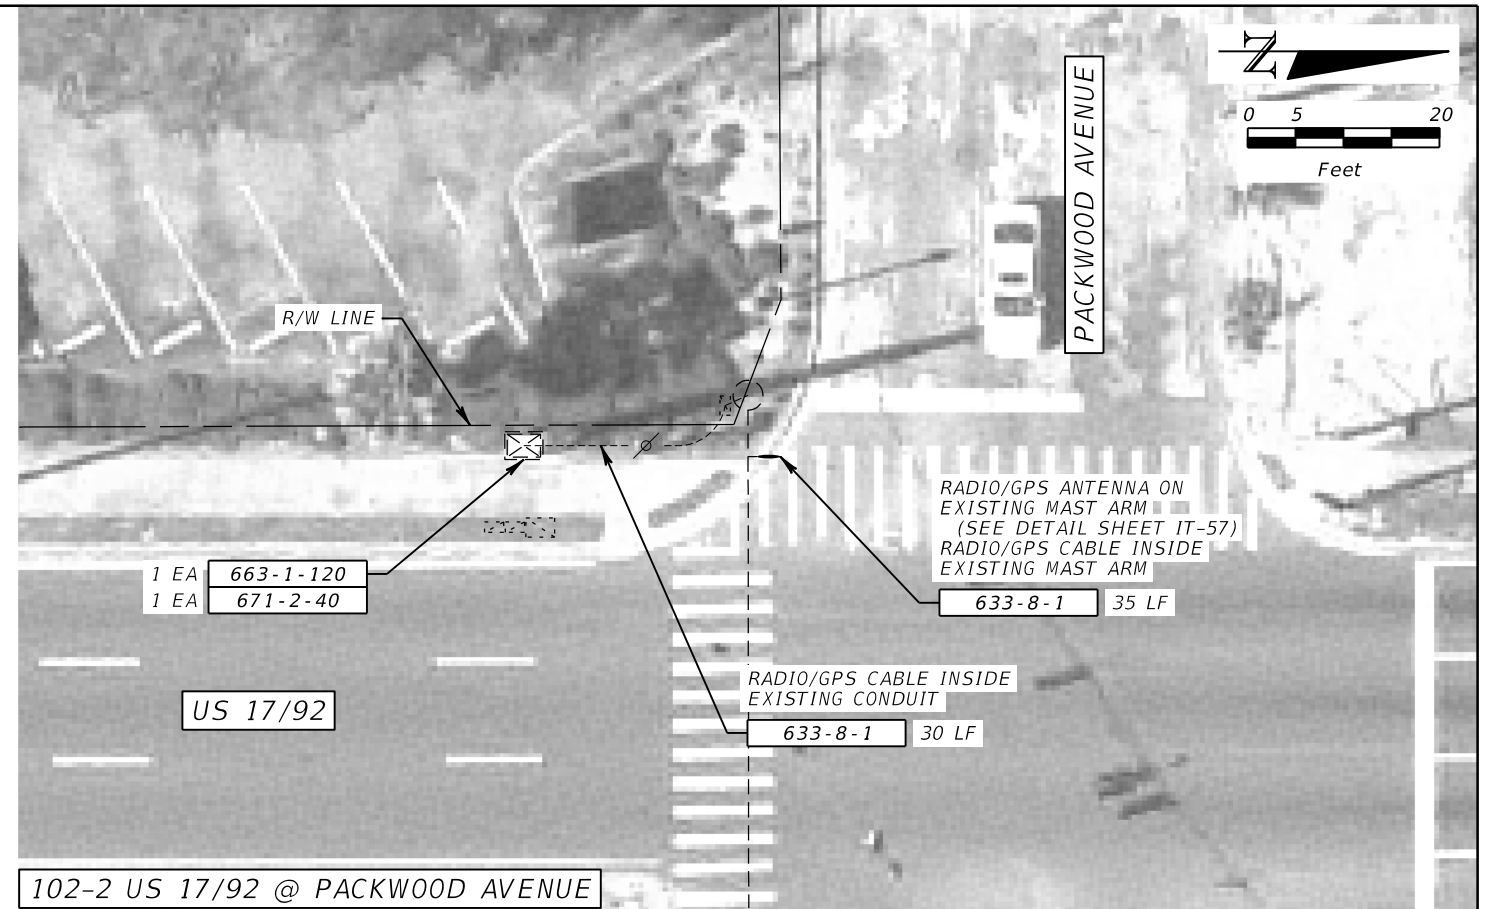 N
0 5 20
Feet
PACKWOOD AVENUE
R/W LINE
RADIO/GPS ANTENNA ON
EXISTING MAST ARM
(SEE DETAIL SHEET IT-57)
RADIO/GPS CABLE INSIDE
EXISTING MAST ARM
633-8-1 35 LF
1 EA 663-1-120
1 EA 671-2-40
RADIO/GPS CABLE INSIDE
EXISTING CONDUIT
633-8-1 30 LF
US 17/92
102-2 US 17/92 @ PACKWOOD AVENUE